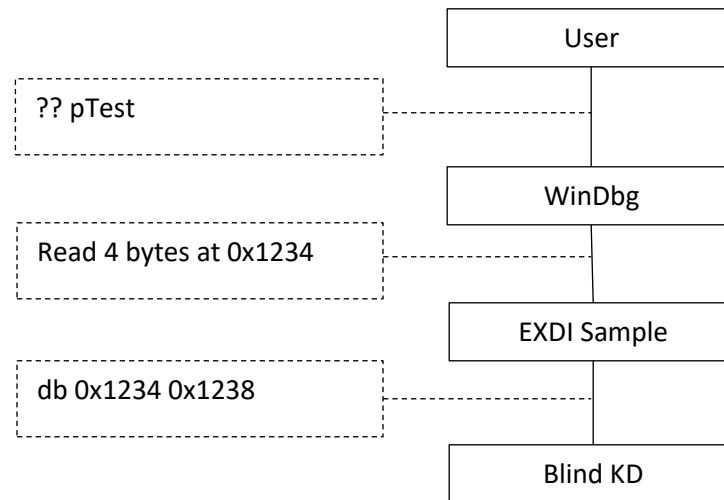 User
?? pTest
WinDbg
Read 4 bytes at 0x1234
EXDI Sample
db 0x1234 0x1238
Blind KD